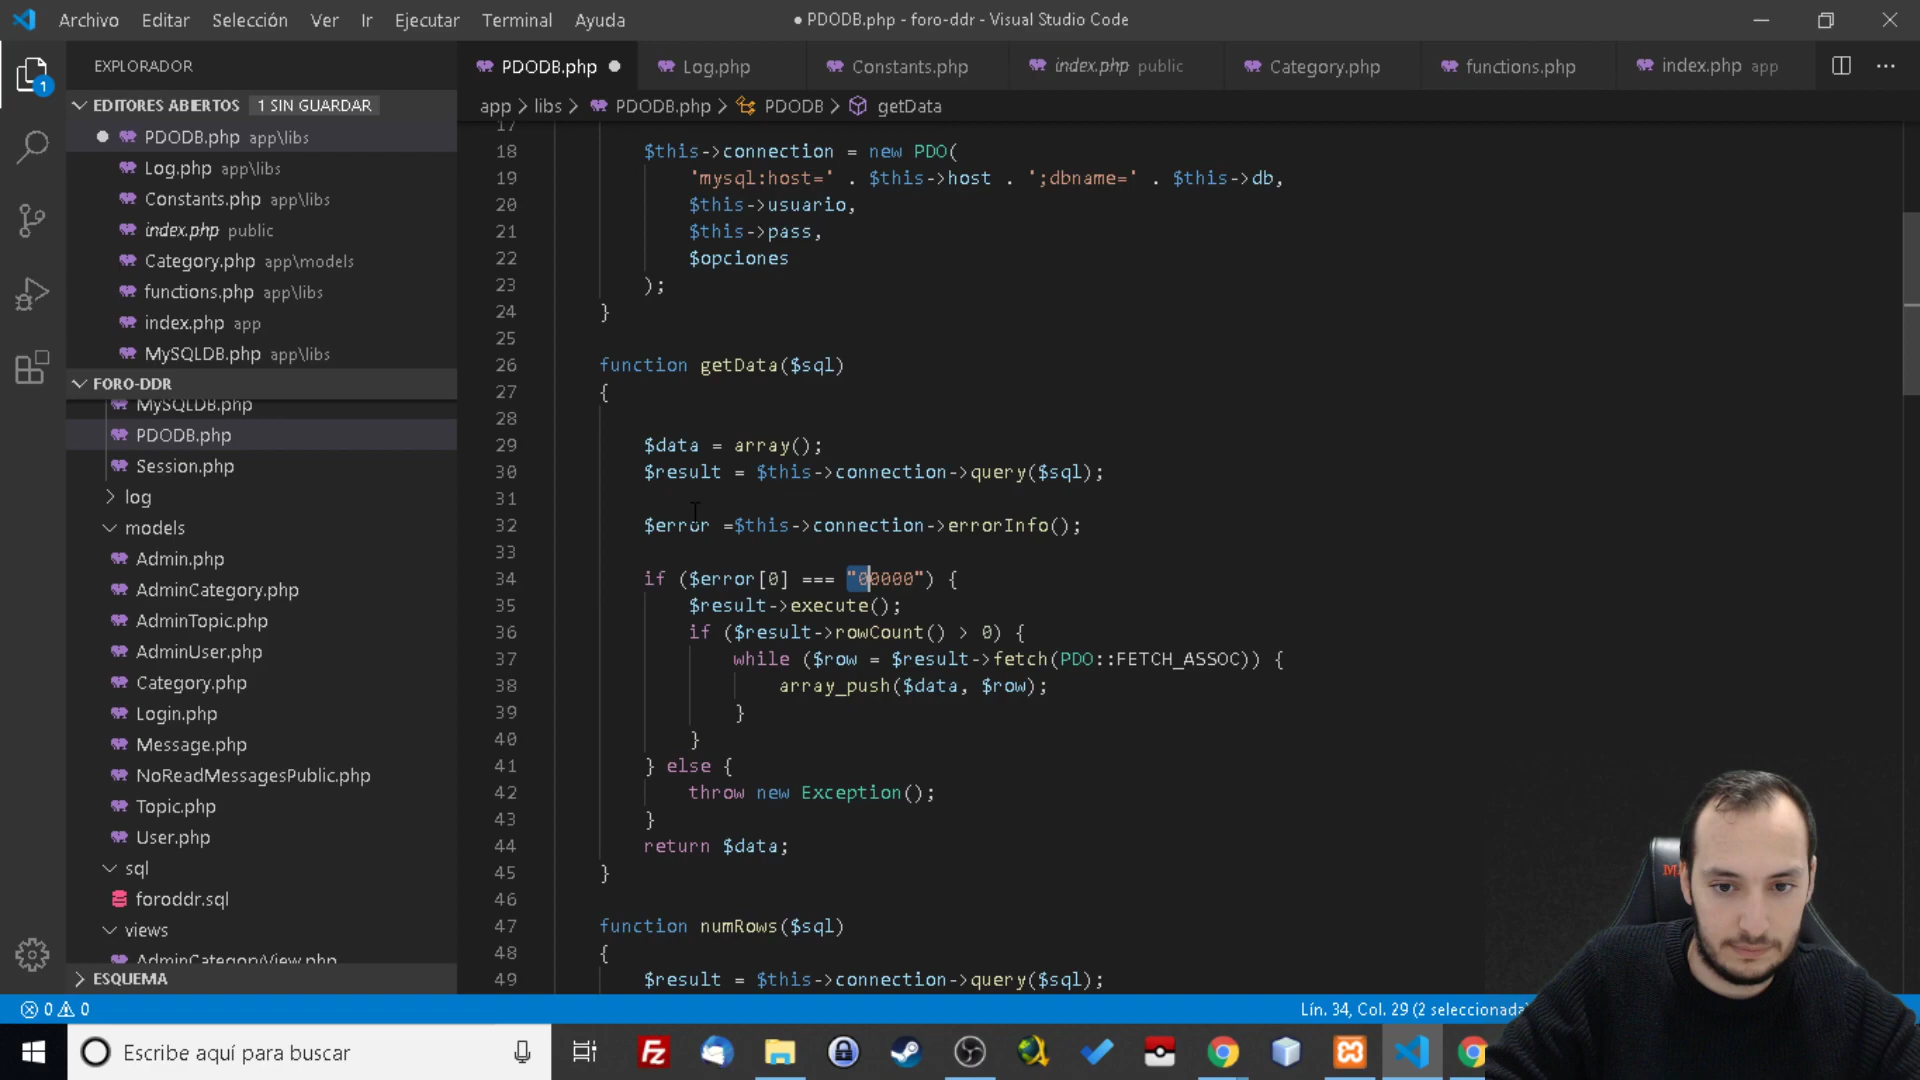 Archivo Editar Selección Ver Ir Ejecutar Terminal Ayuda ● PDODB.php - foro-ddr - Visual Studio Code
EXPLORADOR
EDITORES ABIERTOS 1 SIN GUARDAR
1
PDODB.php app\libs
Log.php app\libs
Constants.php app\libs
index.php public
Category.php app\models
functions.php app\libs
index.php app
MySQLDB.php app\libs
FORO-DDR
MySQLDB.php
PDODB.php
Session.php
log
models
Admin.php
AdminCategory.php
AdminTopic.php
AdminUser.php
Category.php
Login.php
Message.php
NoReadMessagesPublic.php
Topic.php
User.php
sql
foroddr.sql
views
AdminCategoryView.php
ESQUEMA
PDODB.php Log.php Constants.php index.php public Category.php functions.php index.php app
app > libs > PDODB.php > PDODB > getData
17
18 $this->connection = new PDO(
19 'mysql:host=' . $this->host . ';dbname=' . $this->db,
20 $this->usuario,
21 $this->pass,
22 $opciones
23 );
24 }
25
26 function getData($sql)
27 {
28
29 $data = array();
30 $result = $this->connection->query($sql);
31
32 $error =$this->connection->errorInfo();
33
34 if ($error[0] === "00000") {
35 $result->execute();
36 if ($result->rowCount() > 0) {
37 while ($row = $result->fetch(PDO::FETCH_ASSOC)) {
38 array_push($data, $row);
39 }
40 }
41 } else {
42 throw new Exception();
43 }
44 return $data;
45 }
46
47 function numRows($sql)
48 {
49 $result = $this->connection->query($sql);
0 0 Lín. 34, Col. 29 (2 seleccionada
Escribe aquí para buscar